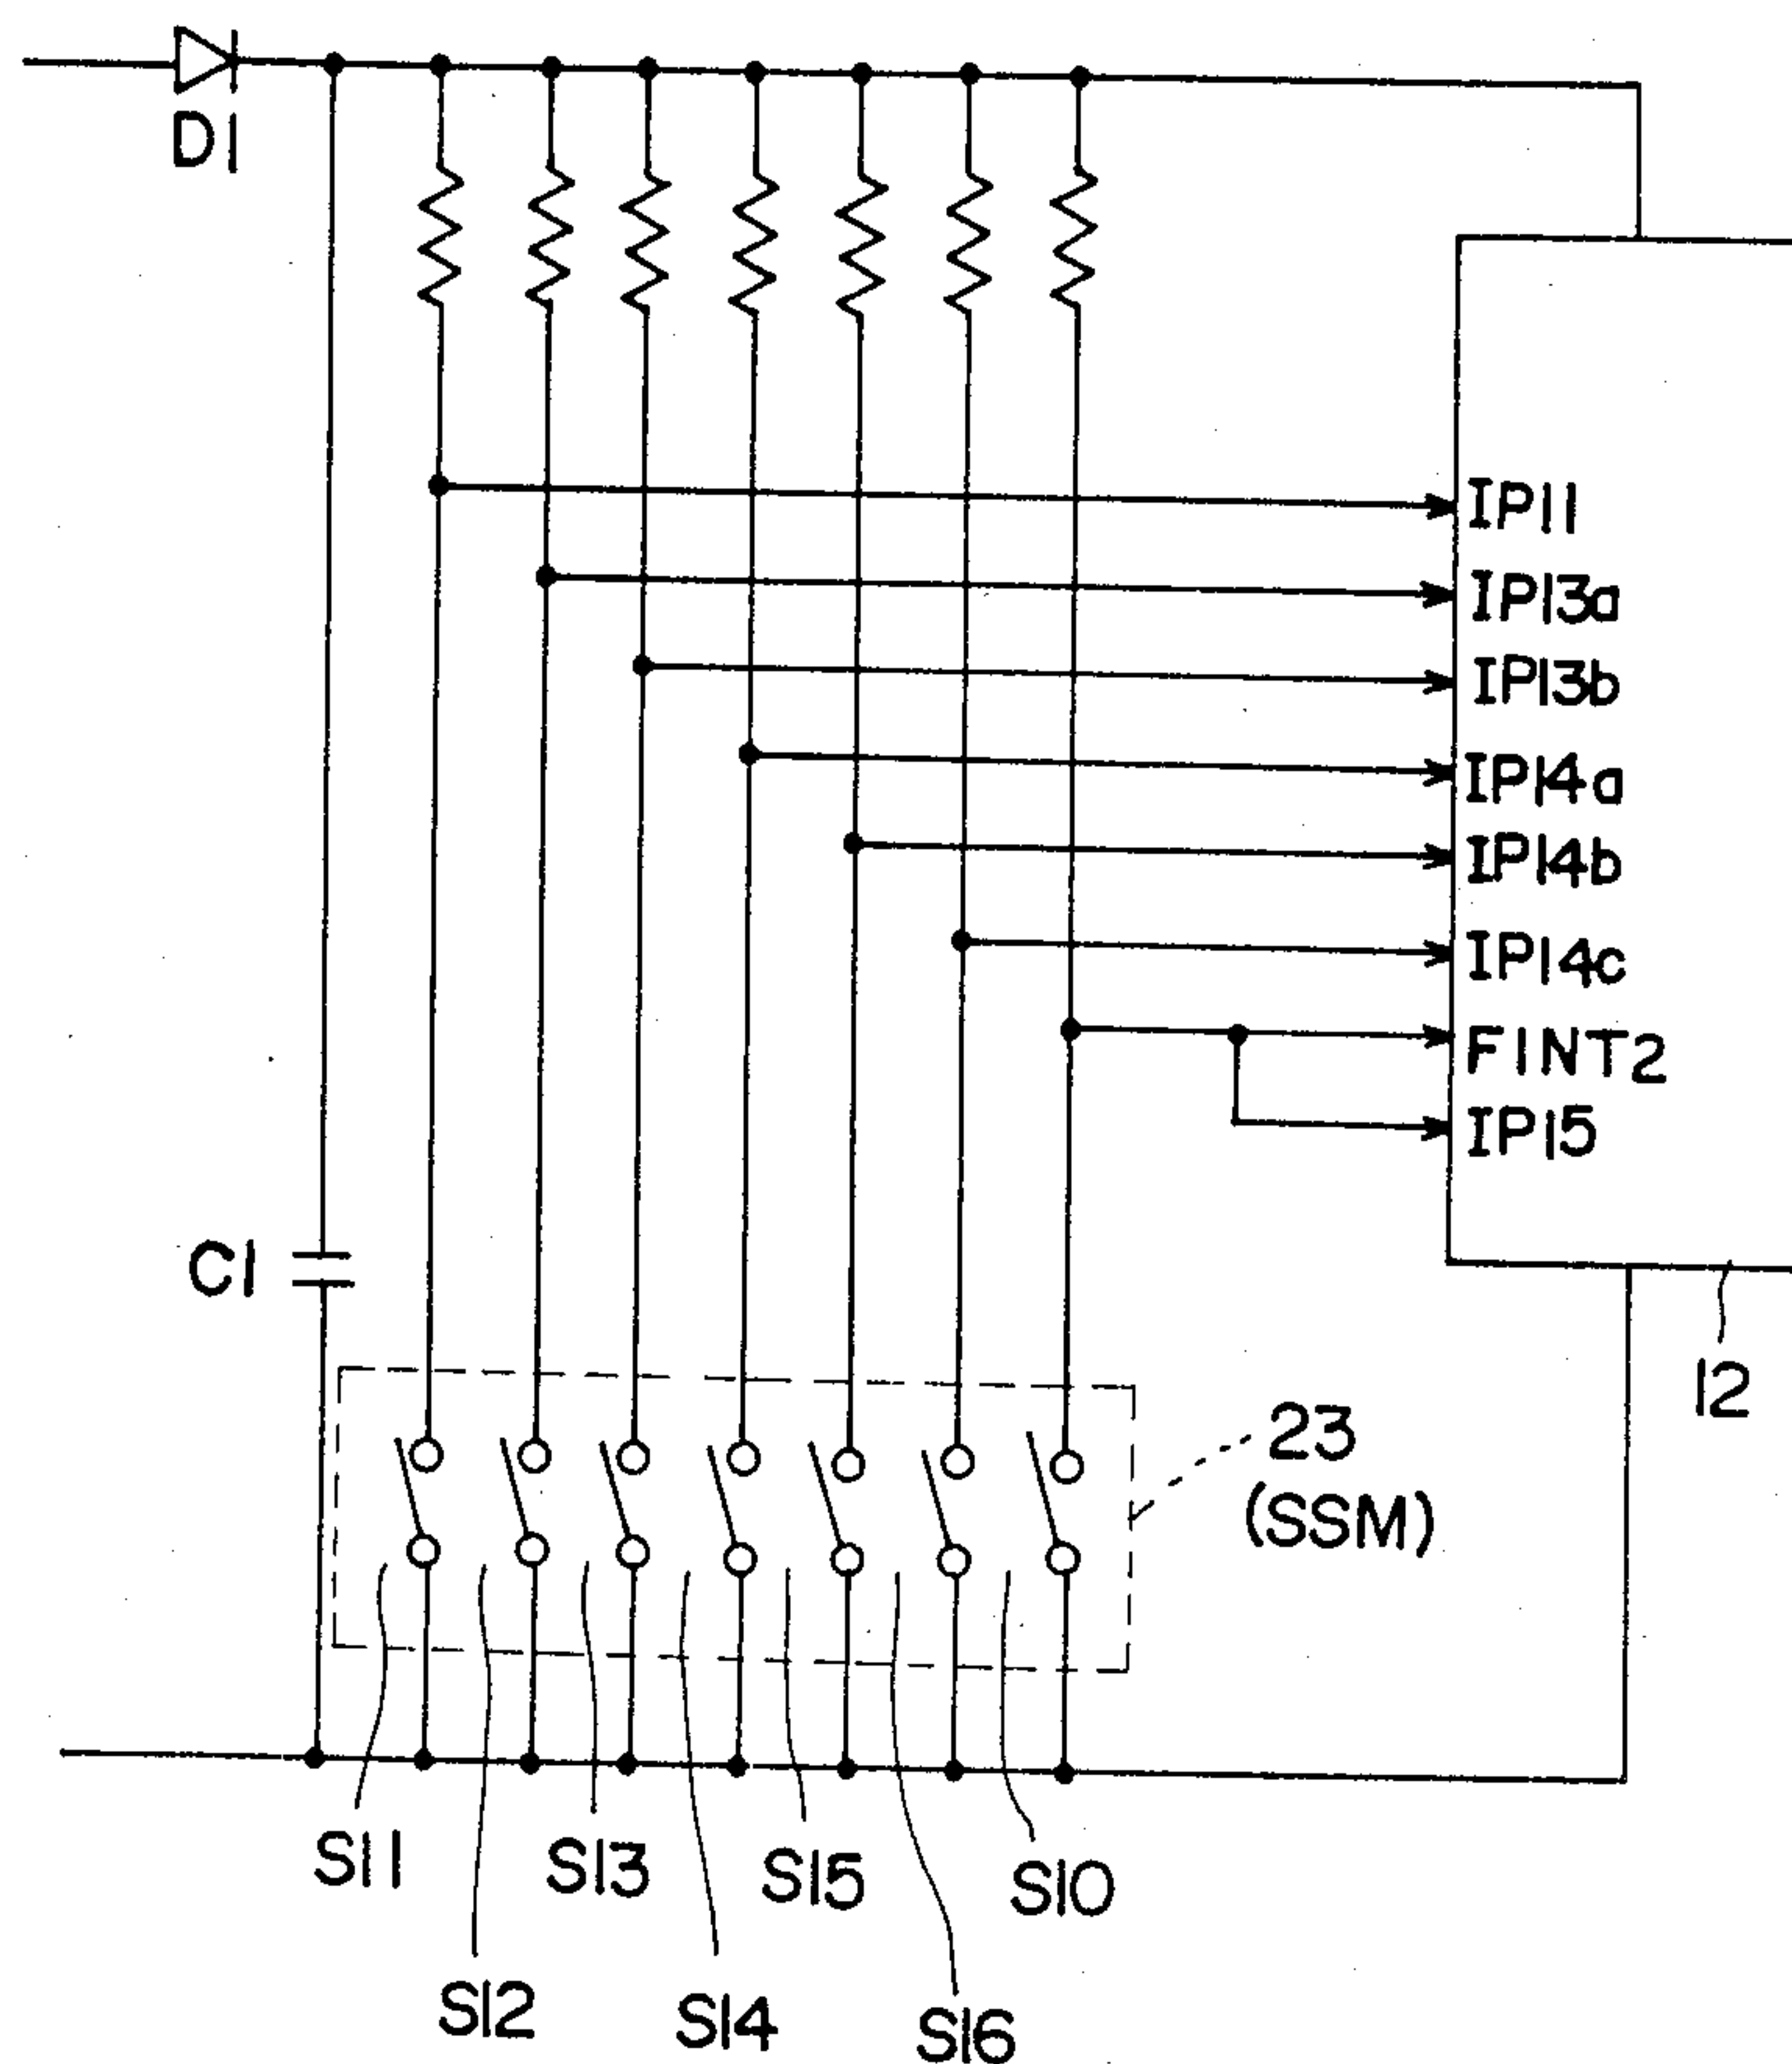 D1
IP11
IP13a
IP13b
IP14a
IP14b
IP14c
FINT2
IP15
C1
12
23
(SSM)
S11
S13
S15
S10
S12
S14
S16